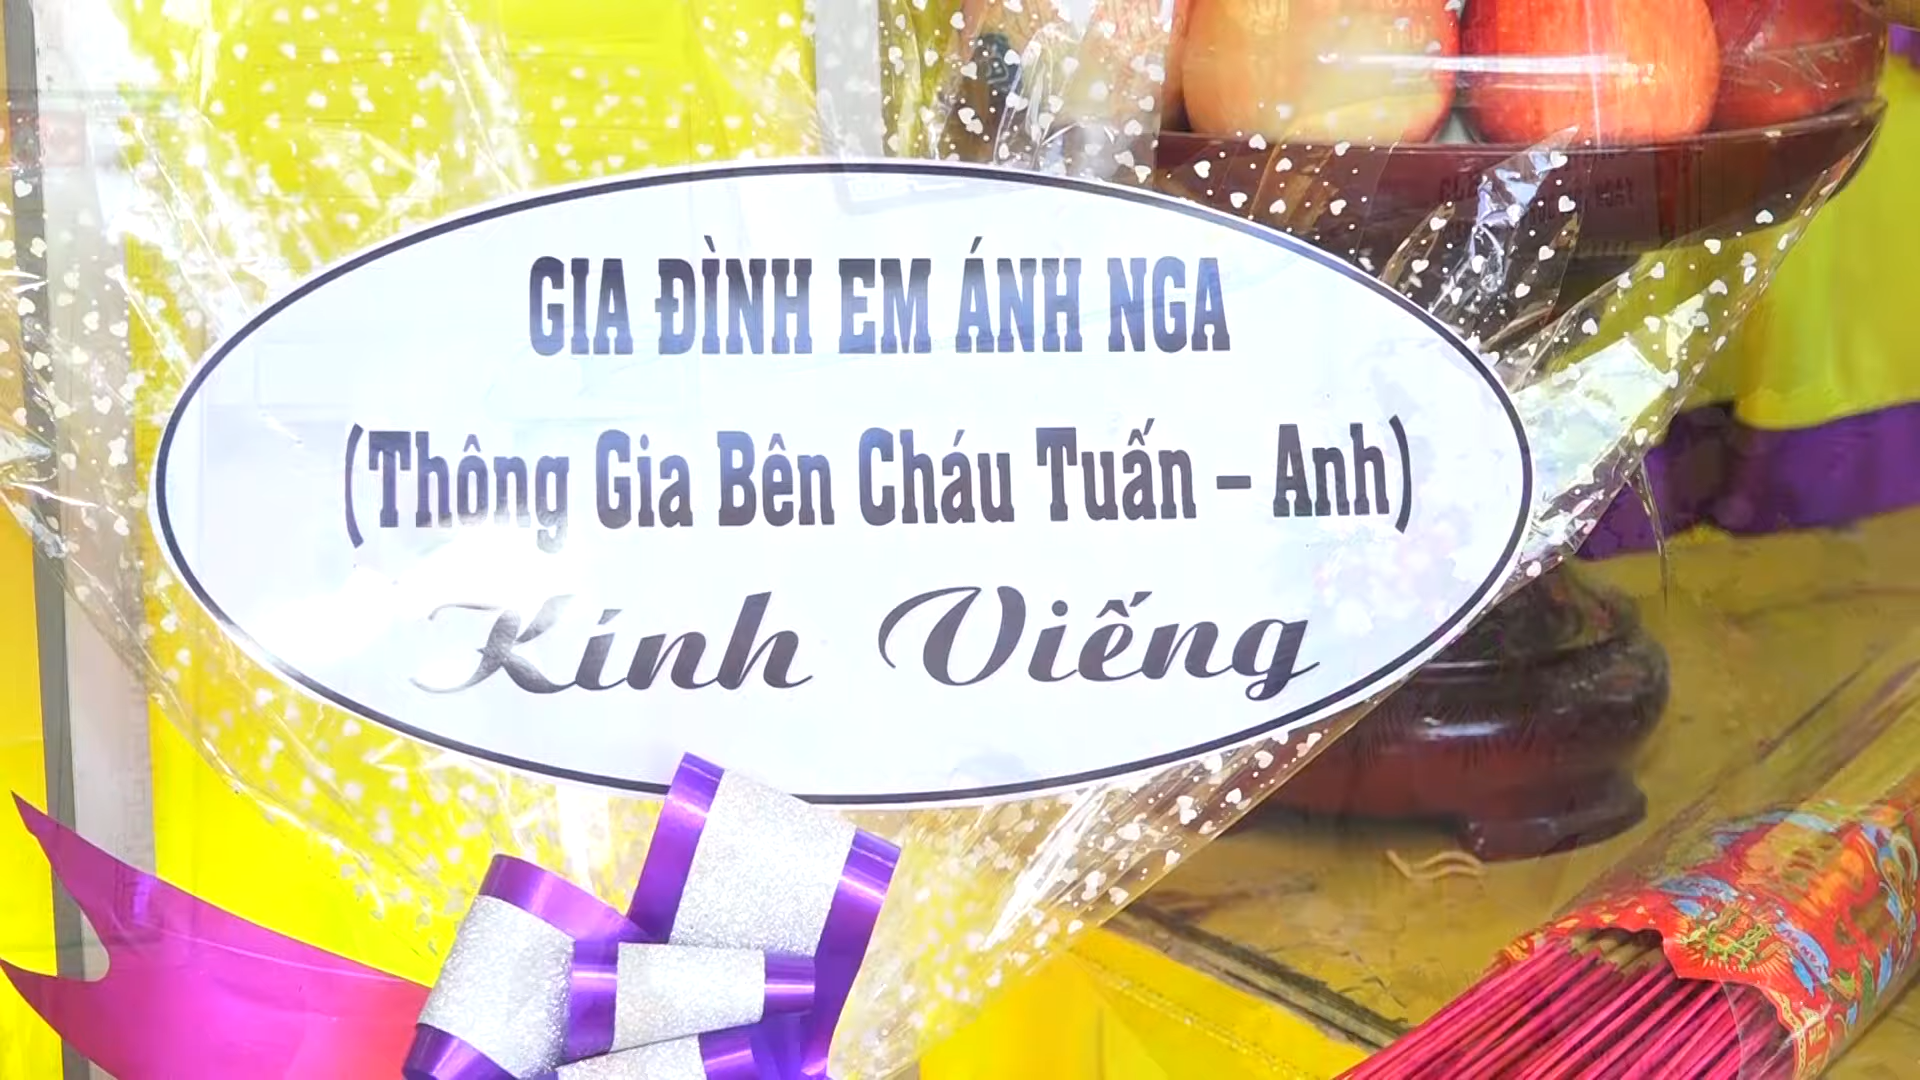 GIA ĐÌNH EM ÁNH NGA
(Thông Gia Bên Cháu Tuấn – Anh)
Kính Viếng